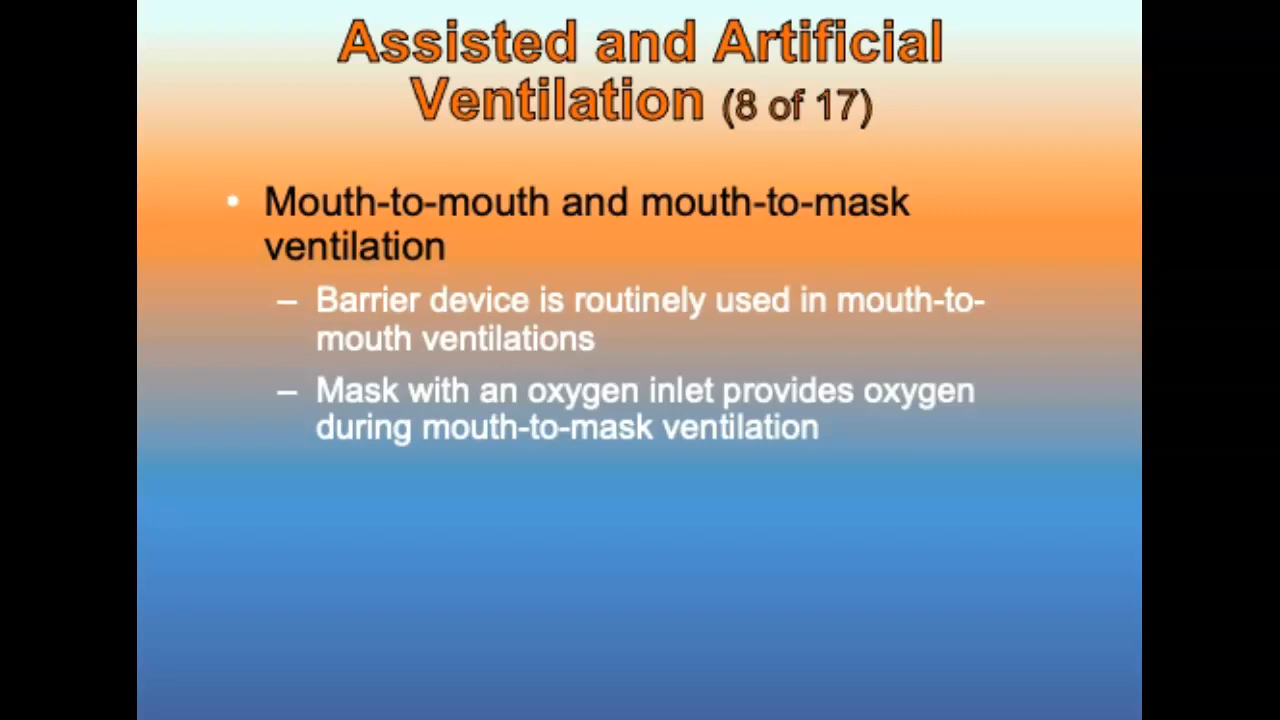 Assisted and Artificial
Ventilation (8 of 17)
• Mouth-to-mouth and mouth-to-mask
ventilation
– Barrier device is routinely used in mouth-to-
mouth ventilations
– Mask with an oxygen inlet provides oxygen
during mouth-to-mask ventilation